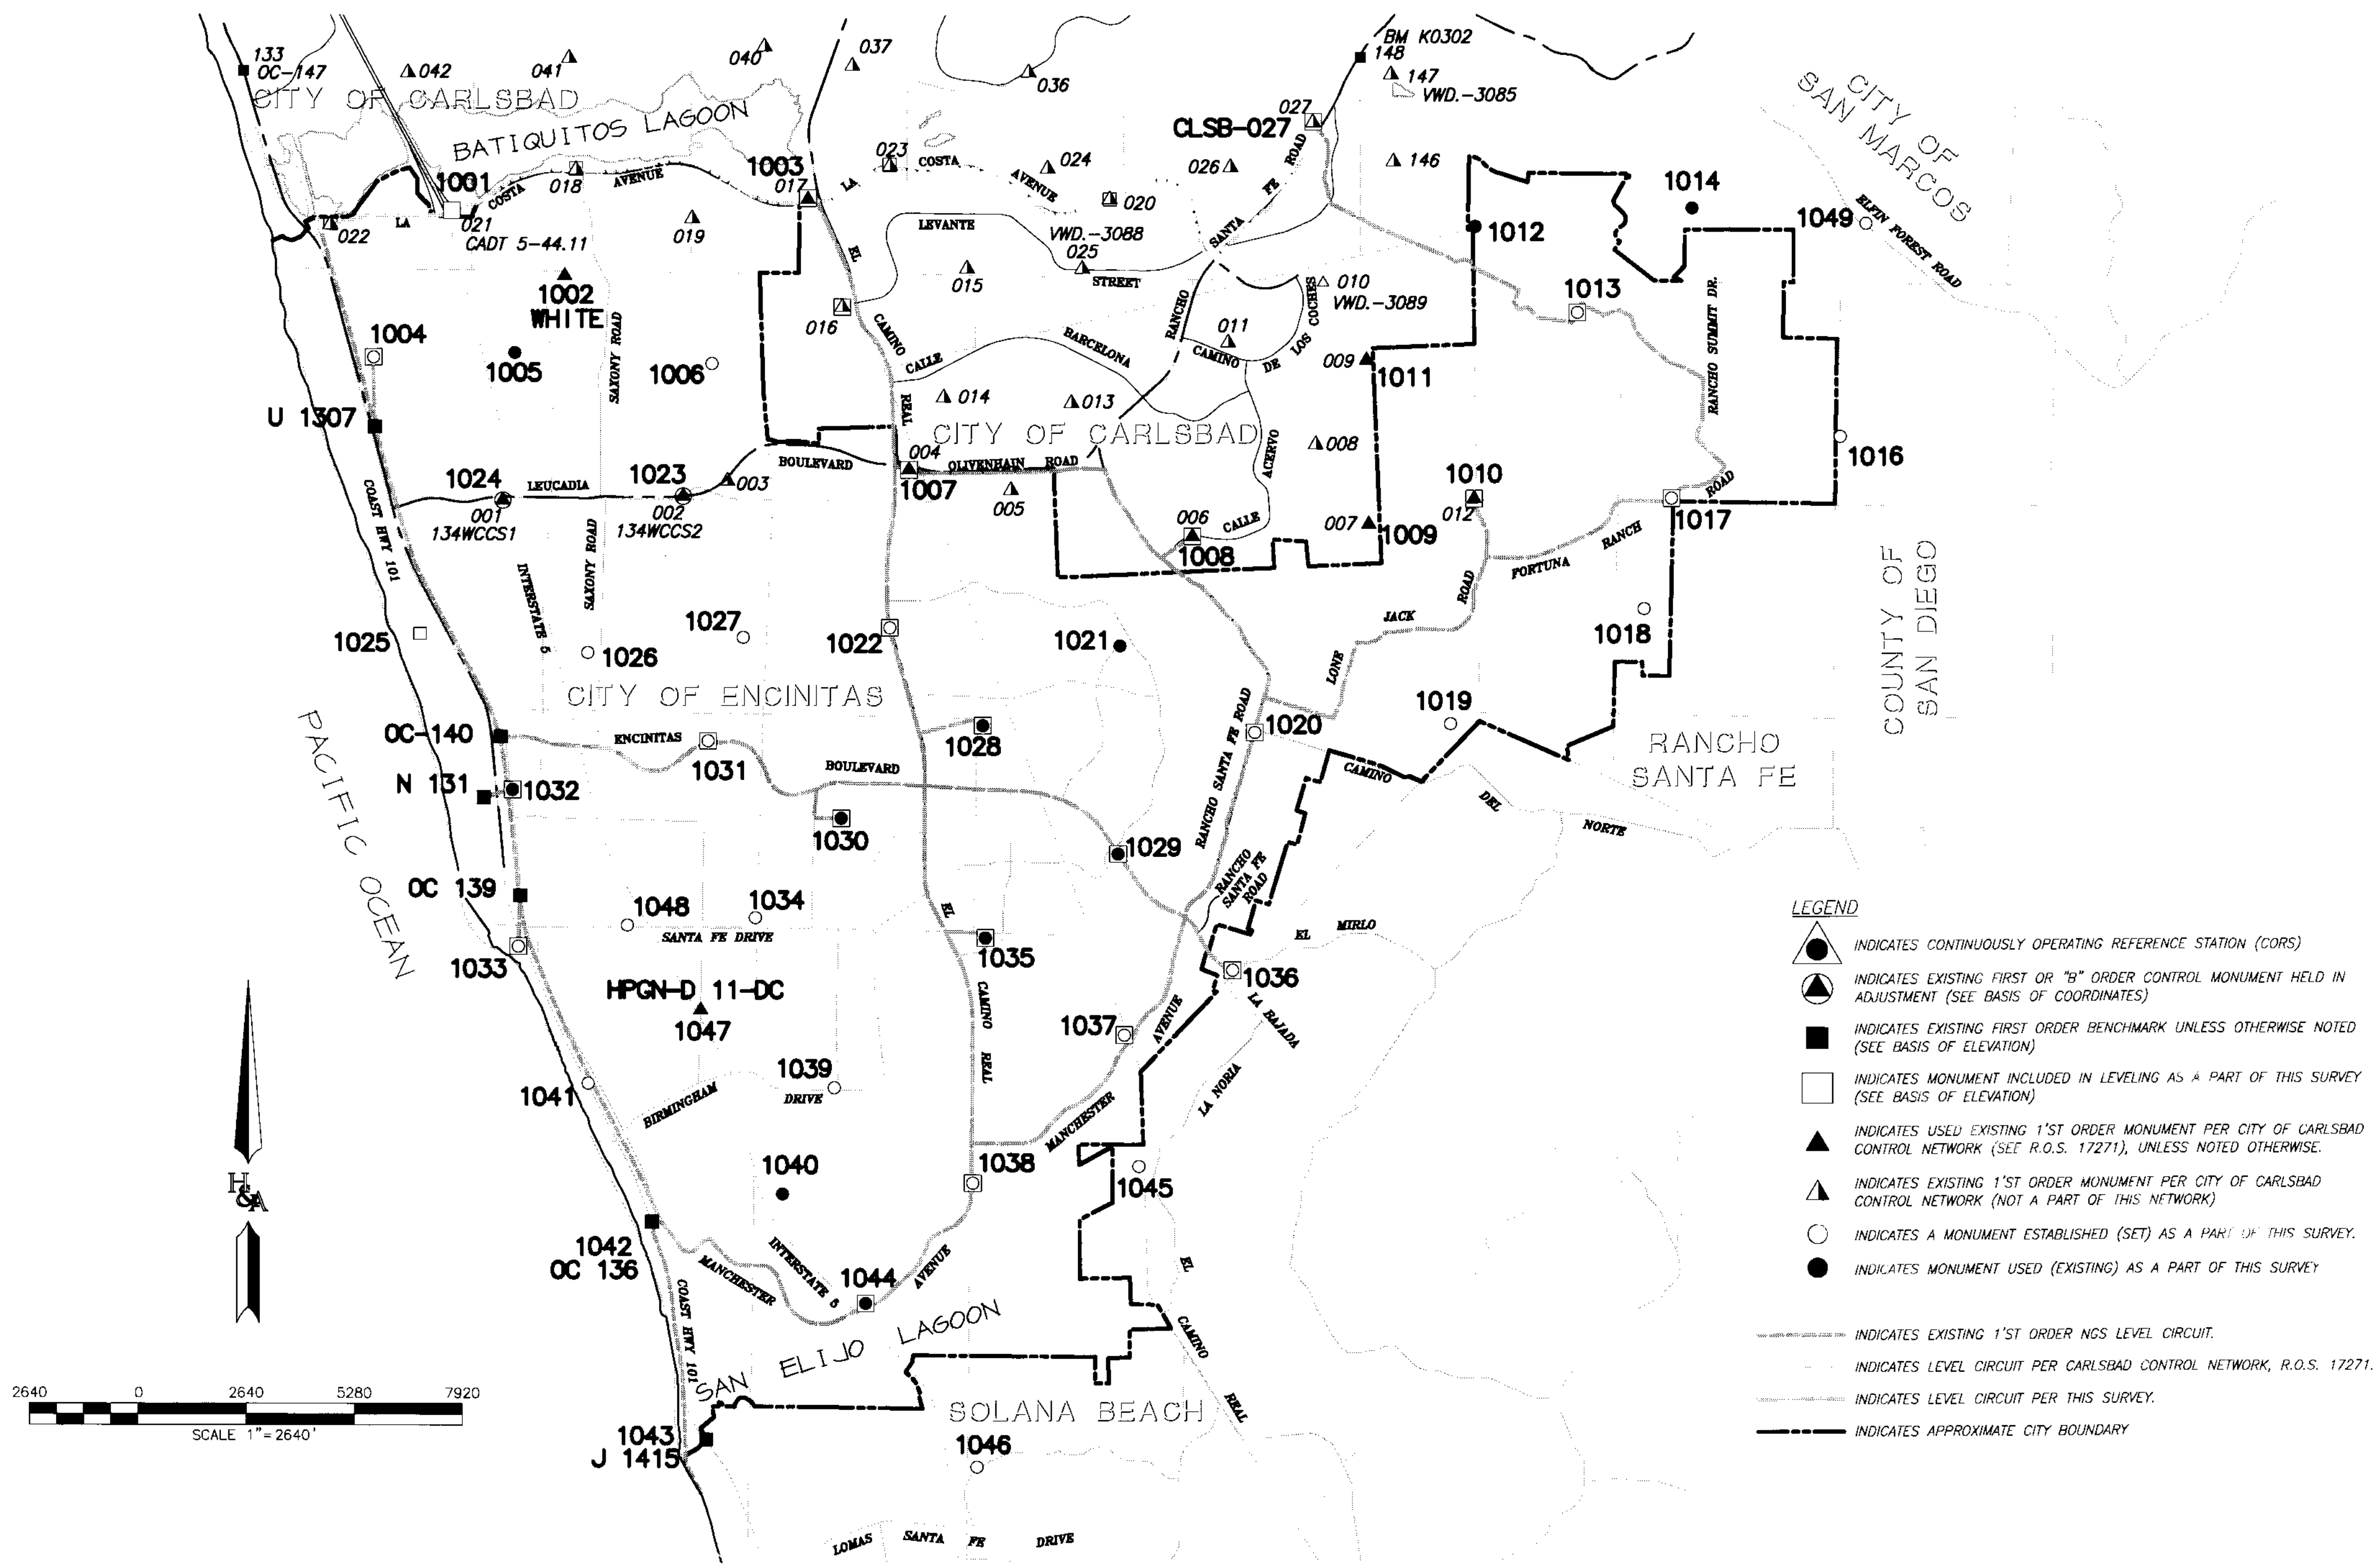 133
OC-147
042
041
040
037
036
BM K0302
148
147
VWD.-3085
CITY OF CARLSBAD
BATIQUITOS LAGOON
027
CLSB-027
CITY OF
SAN MARCOS
1001
018
COSTA
AVENUE
1003
017
LA
023
COSTA
024
AVENUE
026
SANTA FE ROAD
146
1014
1012
1049
ELFIN FOREST ROAD
022
LA
021
CADT 5-44.11
019
EL
LEVANTE
VWD.-3088
020
025
STREET
015
010
VWD.-3089
1013
1002
WHITE
SAXONY ROAD
016
CAMINO
CALLE
BARCELONA
RANCHO
011
CAMINO
DE
LOS
COCHES
009
1011
RANCHO SUMMIT DR.
1004
1005
1006
U 1307
REAL
014
013
CITY OF CARLSBAD
008
ACERVO
1016
1024
LEUCADIA
1023
003
BOULEVARD
004
1007
OLIVENHAIN ROAD
005
1010
012
ROAD
1017
001
134WCCS1
002
134WCCS2
006
CALLE
1008
007
1009
RANCH
FORTUNA
COAST HWY 101
SAXONY ROAD
INTERSTATE 5
1025
1026
1027
1022
1021
JACK
ROAD
LONE
1018
COUNTY OF
SAN DIEGO
CITY OF ENCINITAS
PACIFIC OCEAN
OC-140
ENCINITAS
1031
1028
1020
1019
RANCHO
SANTA FE
N 131
1032
BOULEVARD
RANCHO SANTA FE ROAD
CAMINO
DEL
NORTE
1030
1029
OC 139
1048
1034
SANTA FE DRIVE
EL
RANCHO
SANTA FE
ROAD
EL MIRLO
1033
1035
1036
HPGN-D 11-DC
1047
CAMINO
REAL
1037
AVENUE
LA BAJADA
1041
BIRMINGHAM
1039
DRIVE
LA NORIA
MANCHESTER
1040
1038
1045
H&A
1042
OC 136
MANCHESTER
INTERSTATE 5
1044
AVENUE
EL
CAMINO
REAL
COAST HWY 101
SAN ELIJO LAGOON
SOLANA BEACH
1043
J 1415
1046
LOMAS SANTA FE DRIVE
2640 0 2640 5280 7920
SCALE 1"=2640'
LEGEND
INDICATES CONTINUOUSLY OPERATING REFERENCE STATION (CORS)
INDICATES EXISTING FIRST OR "B" ORDER CONTROL MONUMENT HELD IN
ADJUSTMENT (SEE BASIS OF COORDINATES)
INDICATES EXISTING FIRST ORDER BENCHMARK UNLESS OTHERWISE NOTED
(SEE BASIS OF ELEVATION)
INDICATES MONUMENT INCLUDED IN LEVELING AS A PART OF THIS SURVEY
(SEE BASIS OF ELEVATION)
INDICATES USED EXISTING 1'ST ORDER MONUMENT PER CITY OF CARLSBAD
CONTROL NETWORK (SEE R.O.S. 17271), UNLESS NOTED OTHERWISE.
INDICATES EXISTING 1'ST ORDER MONUMENT PER CITY OF CARLSBAD
CONTROL NETWORK (NOT A PART OF THIS NETWORK)
INDICATES A MONUMENT ESTABLISHED (SET) AS A PART OF THIS SURVEY.
INDICATES MONUMENT USED (EXISTING) AS A PART OF THIS SURVEY
INDICATES EXISTING 1'ST ORDER NGS LEVEL CIRCUIT.
INDICATES LEVEL CIRCUIT PER CARLSBAD CONTROL NETWORK, R.O.S. 17271.
INDICATES LEVEL CIRCUIT PER THIS SURVEY.
INDICATES APPROXIMATE CITY BOUNDARY